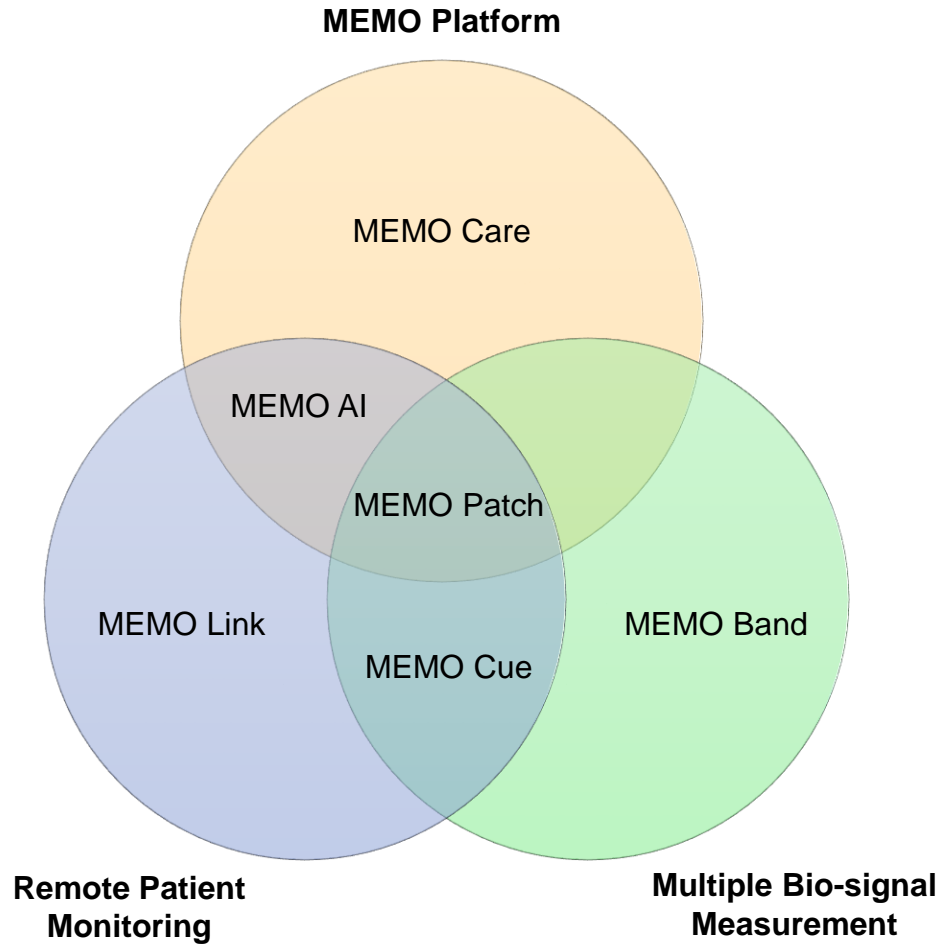 MEMO Platform
MEMO Care
MEMO AI
MEMO Patch
MEMO Link
MEMO Band
MEMO Cue
Remote Patient
Monitoring
Multiple Bio-signal
Measurement